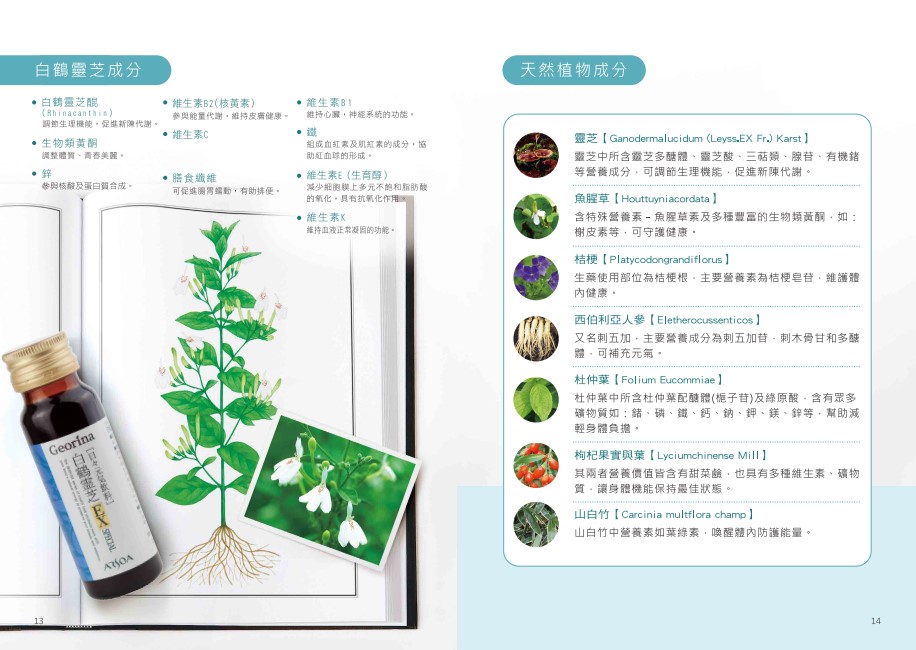 白鶴靈芝成分
白鶴靈芝醌
(Rhinacanthin)
調節生理機能，促進新陳代謝。
生物類黃酮
調整體質、青春美麗。
鋅
參與核酸及蛋白質合成。
維生素B2(核黃素)
參與能量代謝，維持皮膚健康。
維生素C
膳食纖維
可促進腸胃蠕動，有助排便。
維生素B1
維持心臟，神經系統的功能。
鐵
組成血紅素及肌紅素的成分，協
助紅血球的形成。
維生素E (生育醇)
減少細胞膜上多元不飽和脂肪酸
的氧化，具有抗氧化作用。
維生素K
維持血液正常凝固的功能。
Georina
[日々元気飲料]
白鶴靈芝EX
SPECIAL
ARSOA
13
天然植物成分
靈芝【Ganodermalucidum (Leyss.EX Fr.) Karst】
靈芝中所含靈芝多醣體、靈芝酸、三萜類、腺苷、有機鍺
等營養成分，可調節生理機能，促進新陳代謝。
魚腥草【Houttuyniacordata】
含特殊營養素－魚腥草素及多種豐富的生物類黃酮，如：
槲皮素等，可守護健康。
桔梗【Platycodongrandiflorus】
生藥使用部位為桔梗根，主要營養素為桔梗皂苷，維護體
內健康。
西伯利亞人參【Eletherocussenticos】
又名刺五加，主要營養成分為刺五加苷，刺木骨甘和多醣
體，可補充元氣。
杜仲葉【Folium Eucommiae】
杜仲葉中所含杜仲葉配醣體(梔子苷)及綠原酸，含有眾多
礦物質如：鍺、磷、鐵、鈣、鈉、鉀、鎂、鋅等，幫助減
輕身體負擔。
枸杞果實與葉【Lyciumchinense Mill】
其兩者營養價值皆含有甜菜鹼，也具有多種維生素、礦物
質，讓身體機能保持最佳狀態。
山白竹【Carcinia multflora champ】
山白竹中營養素如葉綠素，喚醒體內防護能量。
14